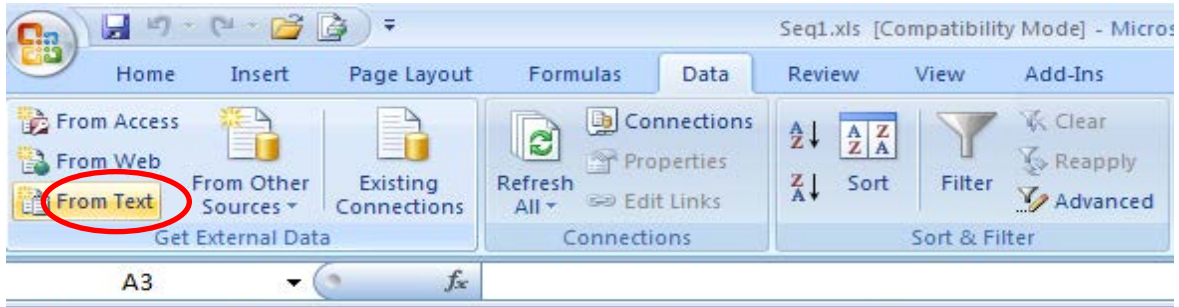 Seq1.xls [Compatibility Mode] - Micros
Home Insert Page Layout Formulas Data Review View Add-Ins
From Access
From Web
From Text
From Other
Sources
Existing
Connections
Get External Data
Refresh
All
Connections
Properties
Edit Links
Connections
A
Z
Z
A
A Z
Z A
Sort
Filter
Clear
Reapply
Advanced
Sort & Filter
A3 fx